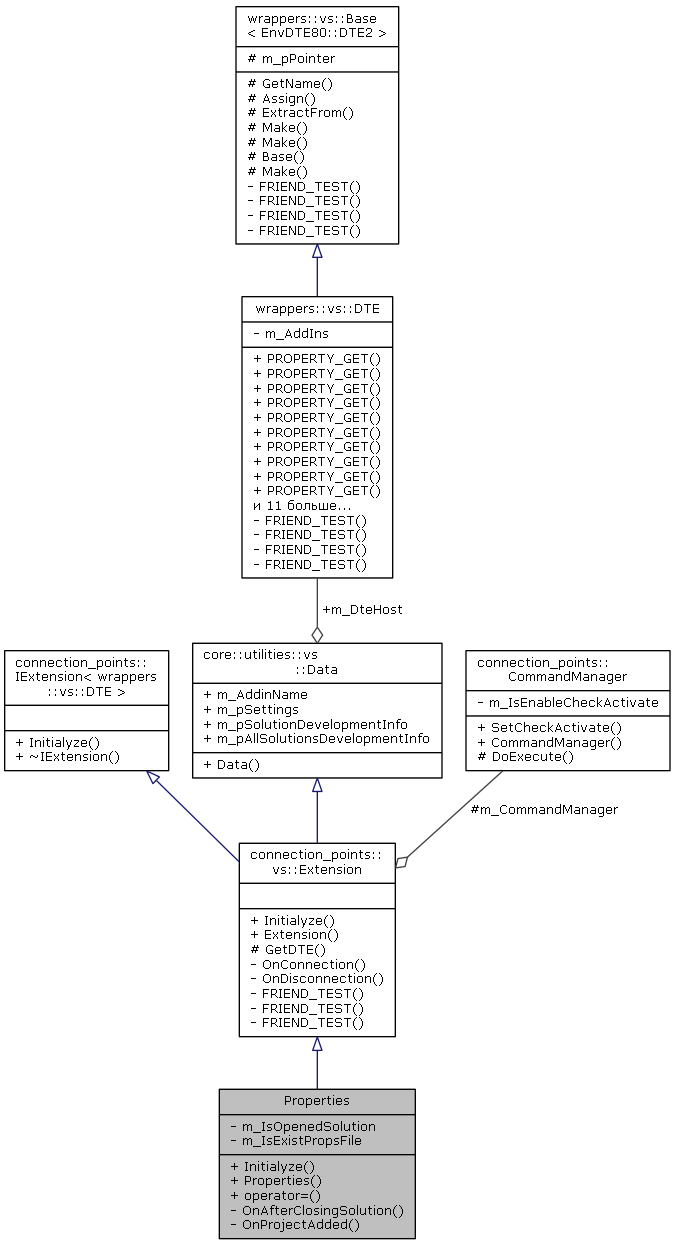 wrappers::vs::Base
< EnvDTE80::DTE2 >
# m_pPointer
# GetName()
# Assign()
# ExtractFrom()
# Make()
# Make()
# Base()
# Make()
- FRIEND_TEST()
- FRIEND_TEST()
- FRIEND_TEST()
- FRIEND_TEST()
wrappers::vs::DTE
- m_AddIns
+ PROPERTY_GET()
+ PROPERTY_GET()
+ PROPERTY_GET()
+ PROPERTY_GET()
+ PROPERTY_GET()
+ PROPERTY_GET()
+ PROPERTY_GET()
+ PROPERTY_GET()
+ PROPERTY_GET()
+ PROPERTY_GET()
и 11 больше...
- FRIEND_TEST()
- FRIEND_TEST()
- FRIEND_TEST()
- FRIEND_TEST()
+m_DteHost
connection_points::
IExtension< wrappers
::vs::DTE >
+ Initialyze()
+ ~IExtension()
core::utilities::vs
::Data
+ m_AddinName
+ m_pSettings
+ m_pSolutionDevelopmentInfo
+ m_pAllSolutionsDevelopmentInfo
+ Data()
connection_points::
CommandManager
- m_IsEnableCheckActivate
+ SetCheckActivate()
+ CommandManager()
# DoExecute()
#m_CommandManager
connection_points::
vs::Extension
+ Initialyze()
+ Extension()
# GetDTE()
- OnConnection()
- OnDisconnection()
- FRIEND_TEST()
- FRIEND_TEST()
- FRIEND_TEST()
Properties
- m_IsOpenedSolution
- m_IsExistPropsFile
+ Initialyze()
+ Properties()
+ operator=()
- OnAfterClosingSolution()
- OnProjectAdded()